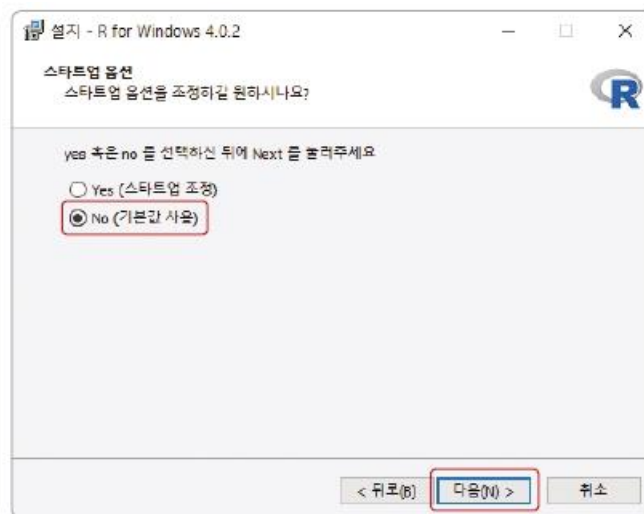 설치 - R for Windows 4.0.2
스타트업 옵션
스타트업 옵션을 조정하길 원하시나요?
R
yes 혹은 no 를 선택하신 뒤에 Next 를 눌러주세요
Yes (스타트업 조정)
No (기본값 사용)
< 뒤로(B)
다음(N) >
취소